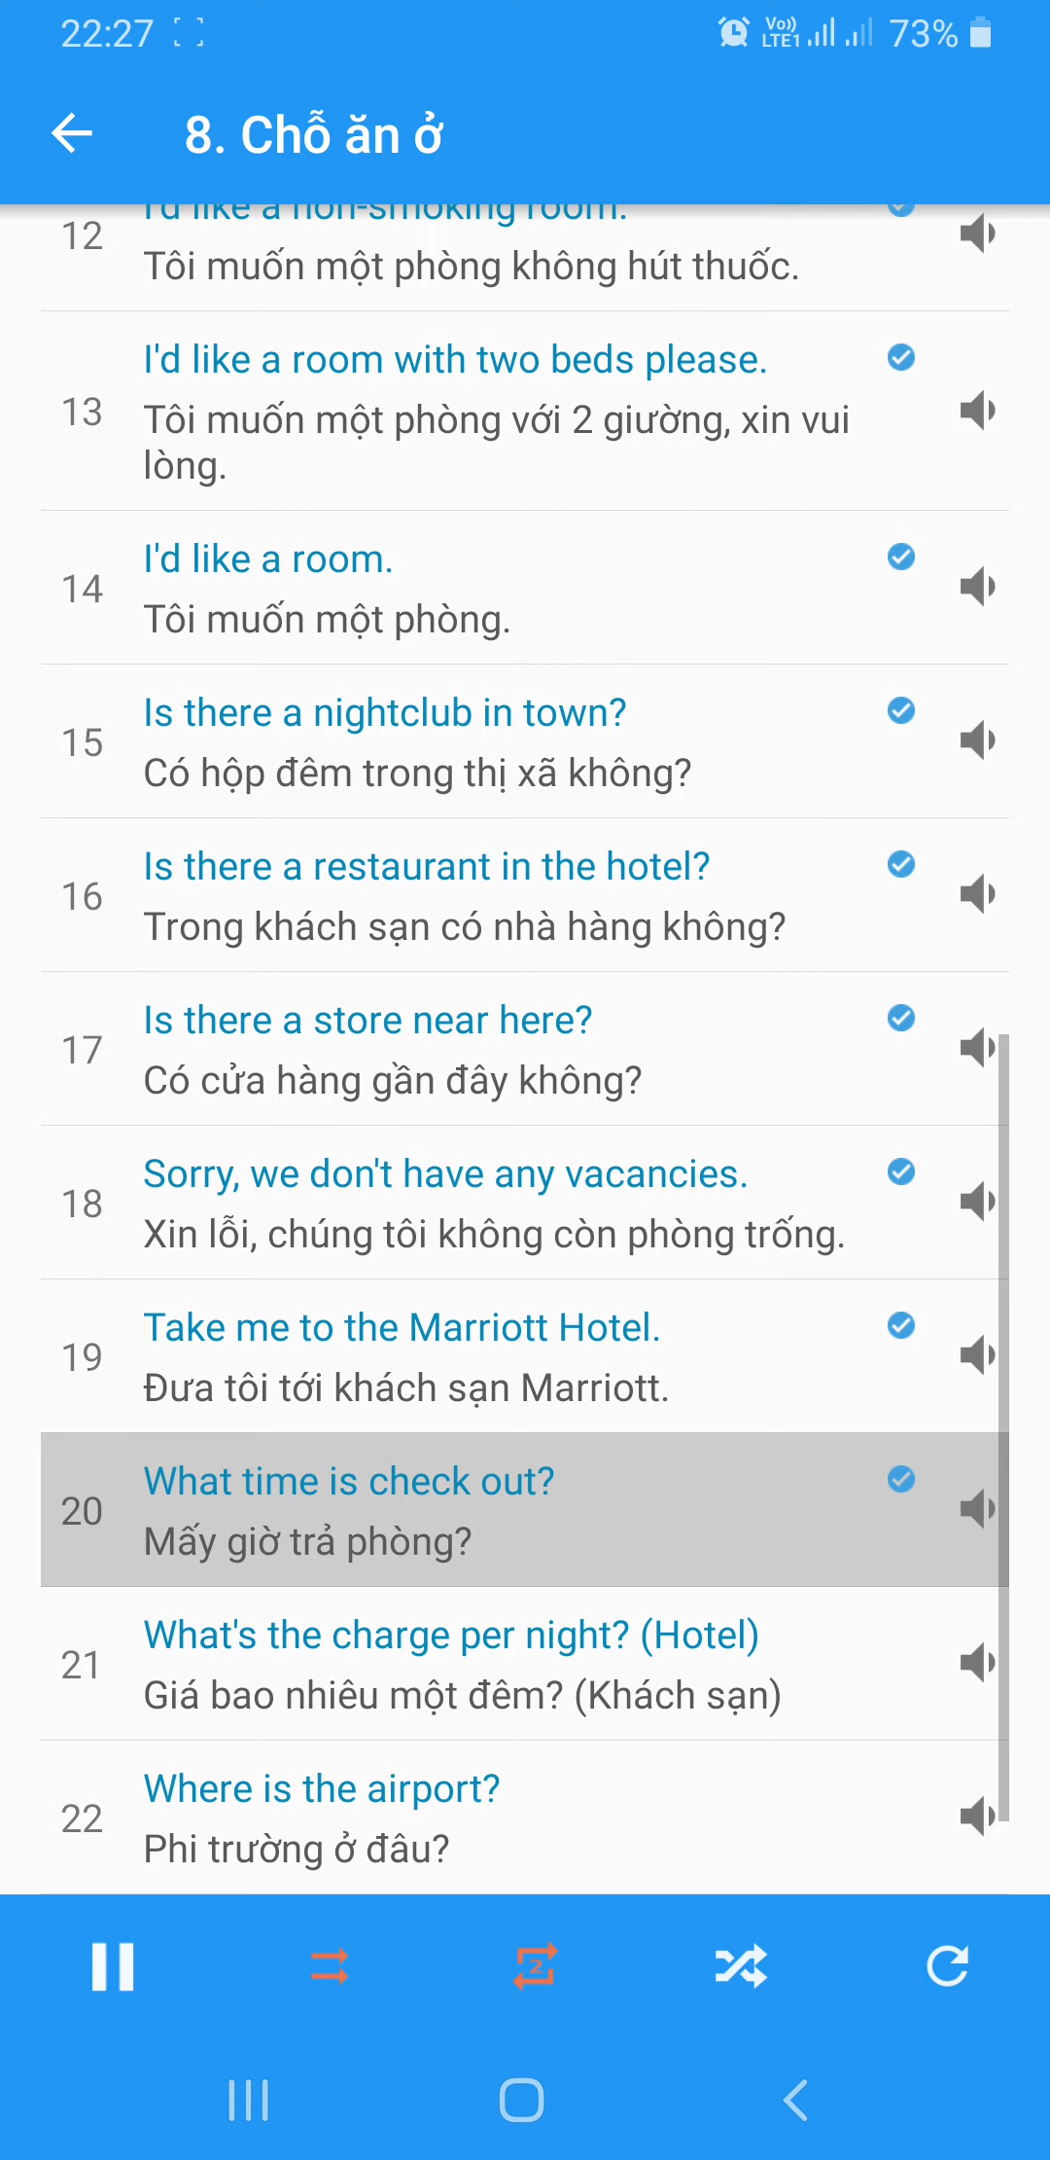 22:27
Vo)) LTE1
73%
8. Chỗ ăn ở
I'd like a non-smoking room.
12
Tôi muốn một phòng không hút thuốc.
I'd like a room with two beds please.
13
Tôi muốn một phòng với 2 giường, xin vui
lòng.
I'd like a room.
14
Tôi muốn một phòng.
Is there a nightclub in town?
15
Có hộp đêm trong thị xã không?
Is there a restaurant in the hotel?
16
Trong khách sạn có nhà hàng không?
Is there a store near here?
17
Có cửa hàng gần đây không?
Sorry, we don't have any vacancies.
18
Xin lỗi, chúng tôi không còn phòng trống.
Take me to the Marriott Hotel.
19
Đưa tôi tới khách sạn Marriott.
What time is check out?
20
Mấy giờ trả phòng?
What's the charge per night? (Hotel)
21
Giá bao nhiêu một đêm? (Khách sạn)
Where is the airport?
22
Phi trường ở đâu?
2